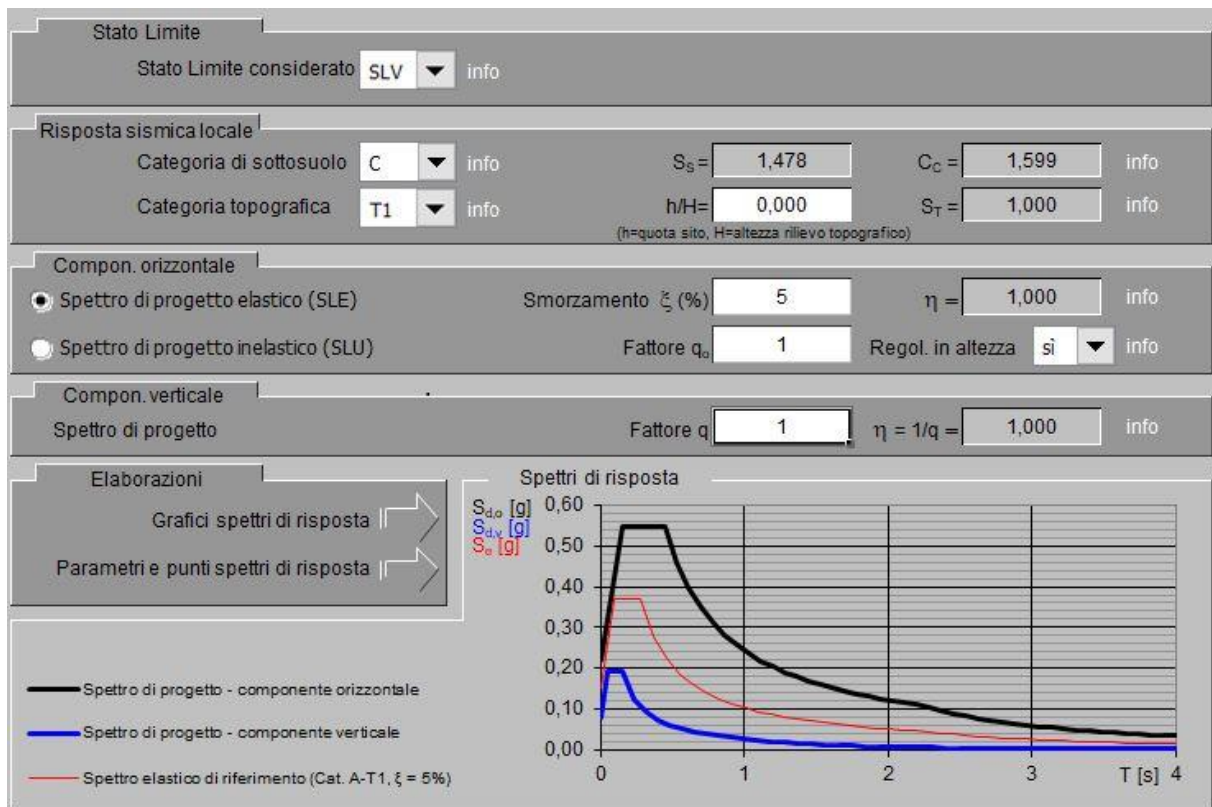 Stato Limite
Stato Limite considerato SLV info
Risposta sismica locale
Categoria di sottosuolo C info S_S = 1,478 C_C = 1,599 info
Categoria topografica T1 info h/H= 0,000 S_T = 1,000 info
(h=quota sito, H=altezza rilievo topografico)
Compon. orizzontale
Spettro di progetto elastico (SLE) Smorzamento ξ (%) 5 η = 1,000 info
Spettro di progetto inelastico (SLU) Fattore q_o 1 Regol. in altezza sì info
Compon. verticale
Spettro di progetto Fattore q 1 η = 1/q = 1,000 info
Elaborazioni
Grafici spettri di risposta
Parametri e punti spettri di risposta
Spettri di risposta
S_d,o [g]
S_d,v [g]
S_e [g]
0,60
0,50
0,40
0,30
0,20
0,10
0,00
0 1 2 3 T [s] 4
Spettro di progetto - componente orizzontale
Spettro di progetto - componente verticale
Spettro elastico di riferimento (Cat. A-T1, ξ = 5%)